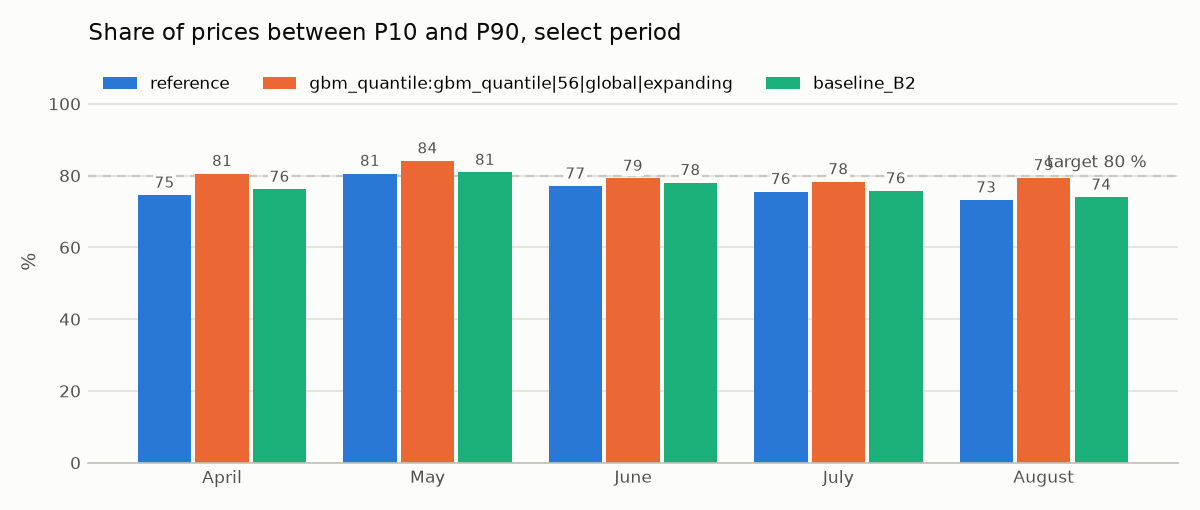 Share of prices between P10 and P90, select period
reference gbm_quantile:gbm_quantile|56|global|expanding baseline_B2
100
80
60
40
20
0
%
75 81 76
81 84 81
77 79 78
76 78 76
73 79 74
target 80 %
April May June July August